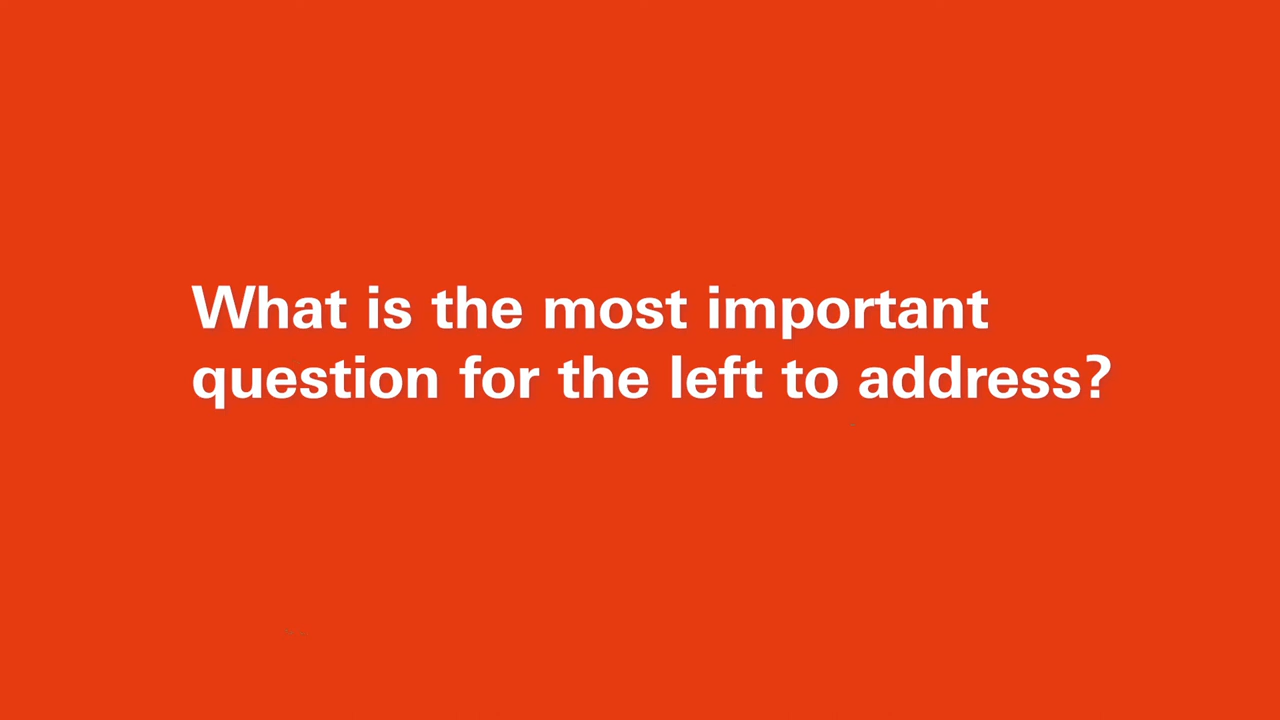 What is the most important
question for the left to address?